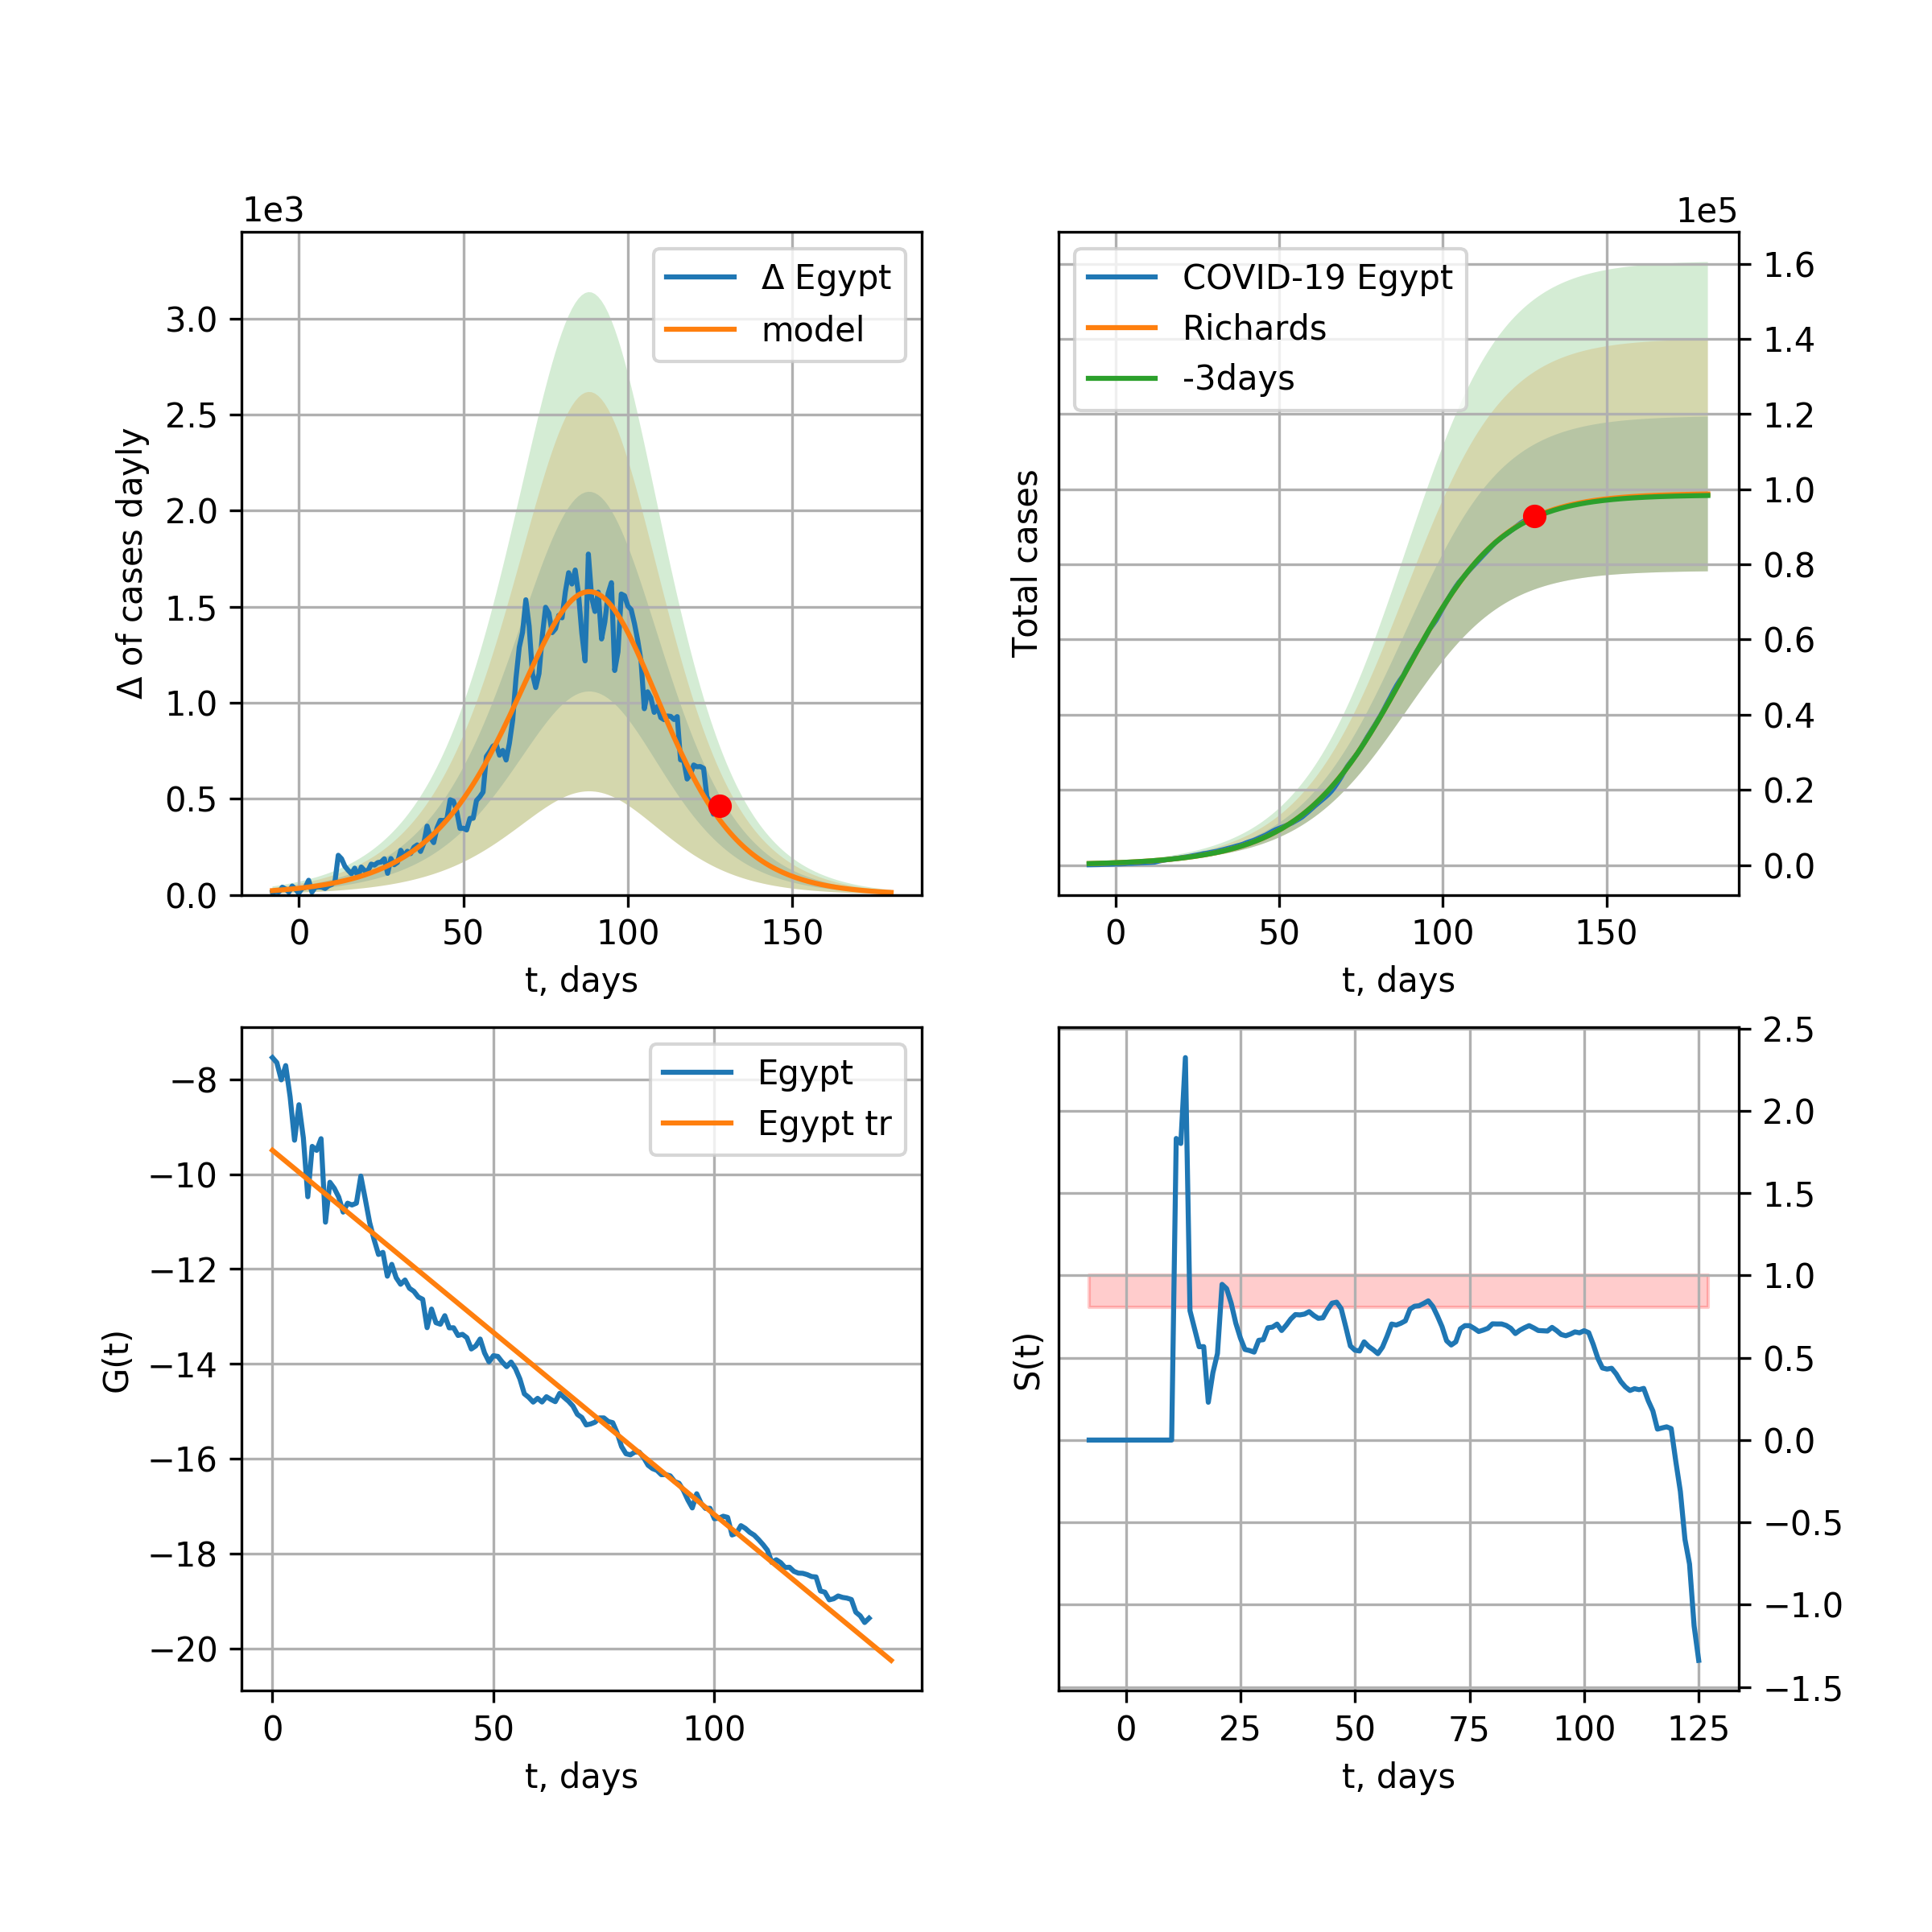 1e3
Δ Egypt
model
3.0
2.5
2.0
1.5
1.0
0.5
0.0
Δ of cases dayly
0 50 100 150
t, days
1e5
COVID-19 Egypt
Richards
-3days
1.6
1.4
1.2
1.0
0.8
0.6
0.4
0.2
0.0
Total cases
0 50 100 150
t, days
Egypt
Egypt tr
−8
−10
−12
−14
−16
−18
−20
G(t)
0 50 100
t, days
2.5
2.0
1.5
1.0
0.5
0.0
−0.5
−1.0
−1.5
S(t)
0 25 50 75 100 125
t, days